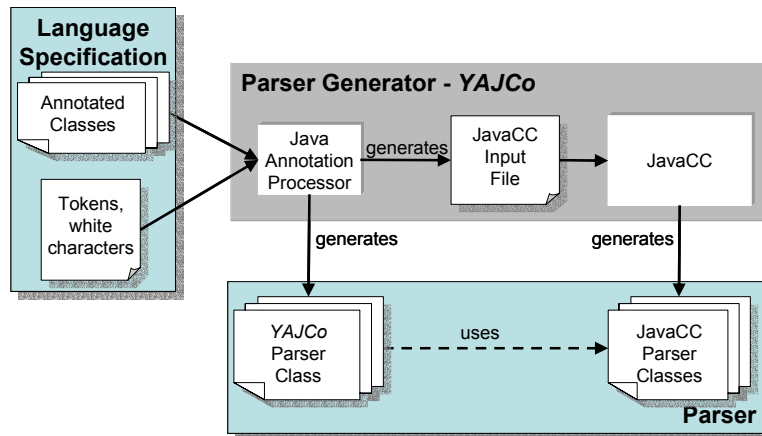 Language
Specification
Annotated
Classes
Tokens,
white
characters
Parser Generator - YAJCo
Java
Annotation
Processor
generates
JavaCC
Input
File
JavaCC
generates
generates
YAJCo
Parser
Class
uses
JavaCC
Parser
Classes
Parser